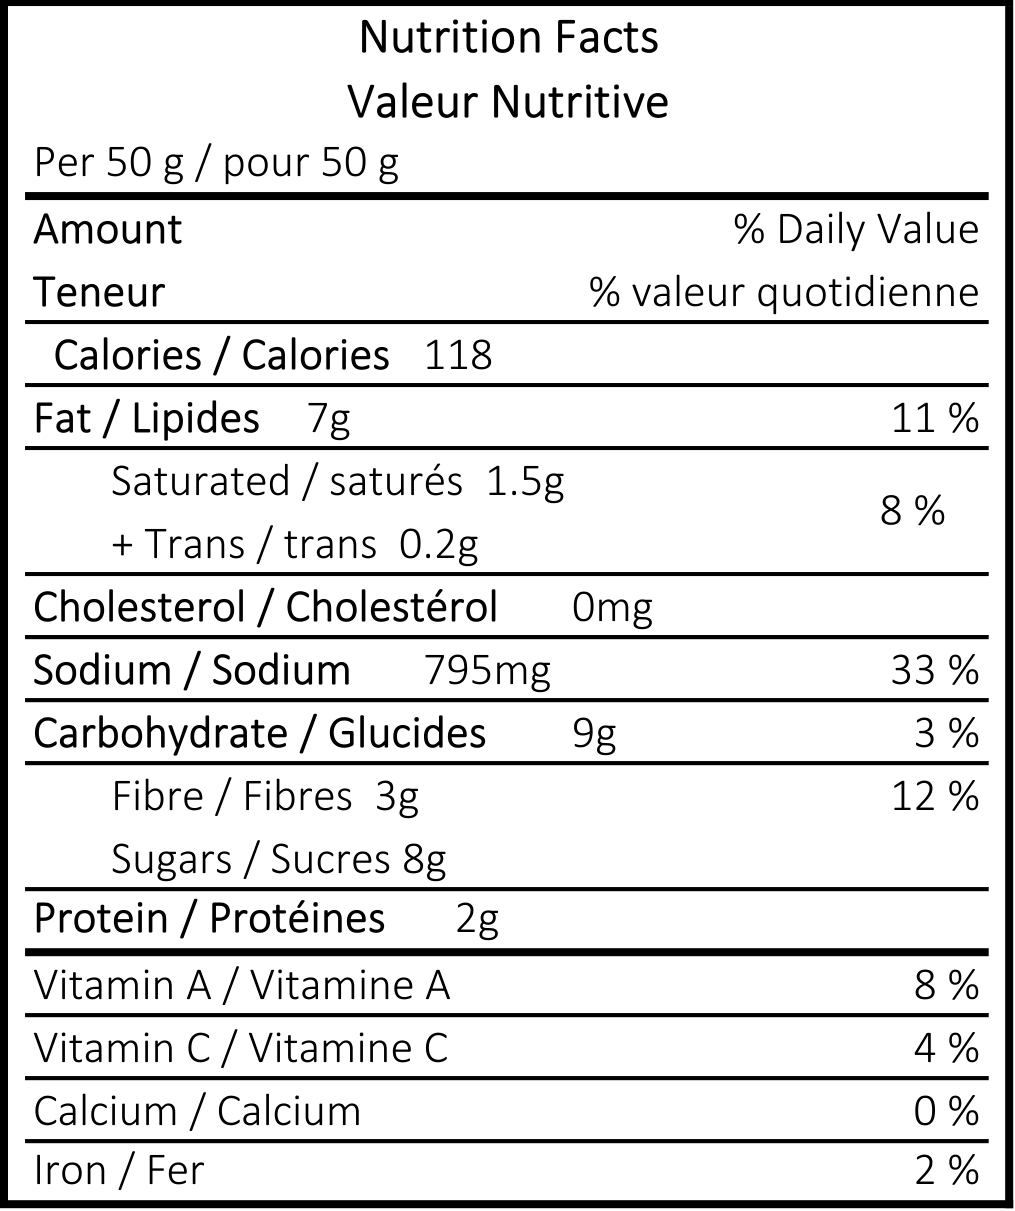 Nutrition Facts
Valeur Nutritive
Per 50 g / pour 50 g
Amount % Daily Value
Teneur % valeur quotidienne
Calories / Calories 118
Fat / Lipides 7g 11 %
Saturated / saturés 1.5g
8 %
+ Trans / trans 0.2g
Cholesterol / Cholestérol 0mg
Sodium / Sodium 795mg 33 %
Carbohydrate / Glucides 9g 3 %
Fibre / Fibres 3g 12 %
Sugars / Sucres 8g
Protein / Protéines 2g
Vitamin A / Vitamine A 8 %
Vitamin C / Vitamine C 4 %
Calcium / Calcium 0 %
Iron / Fer 2 %